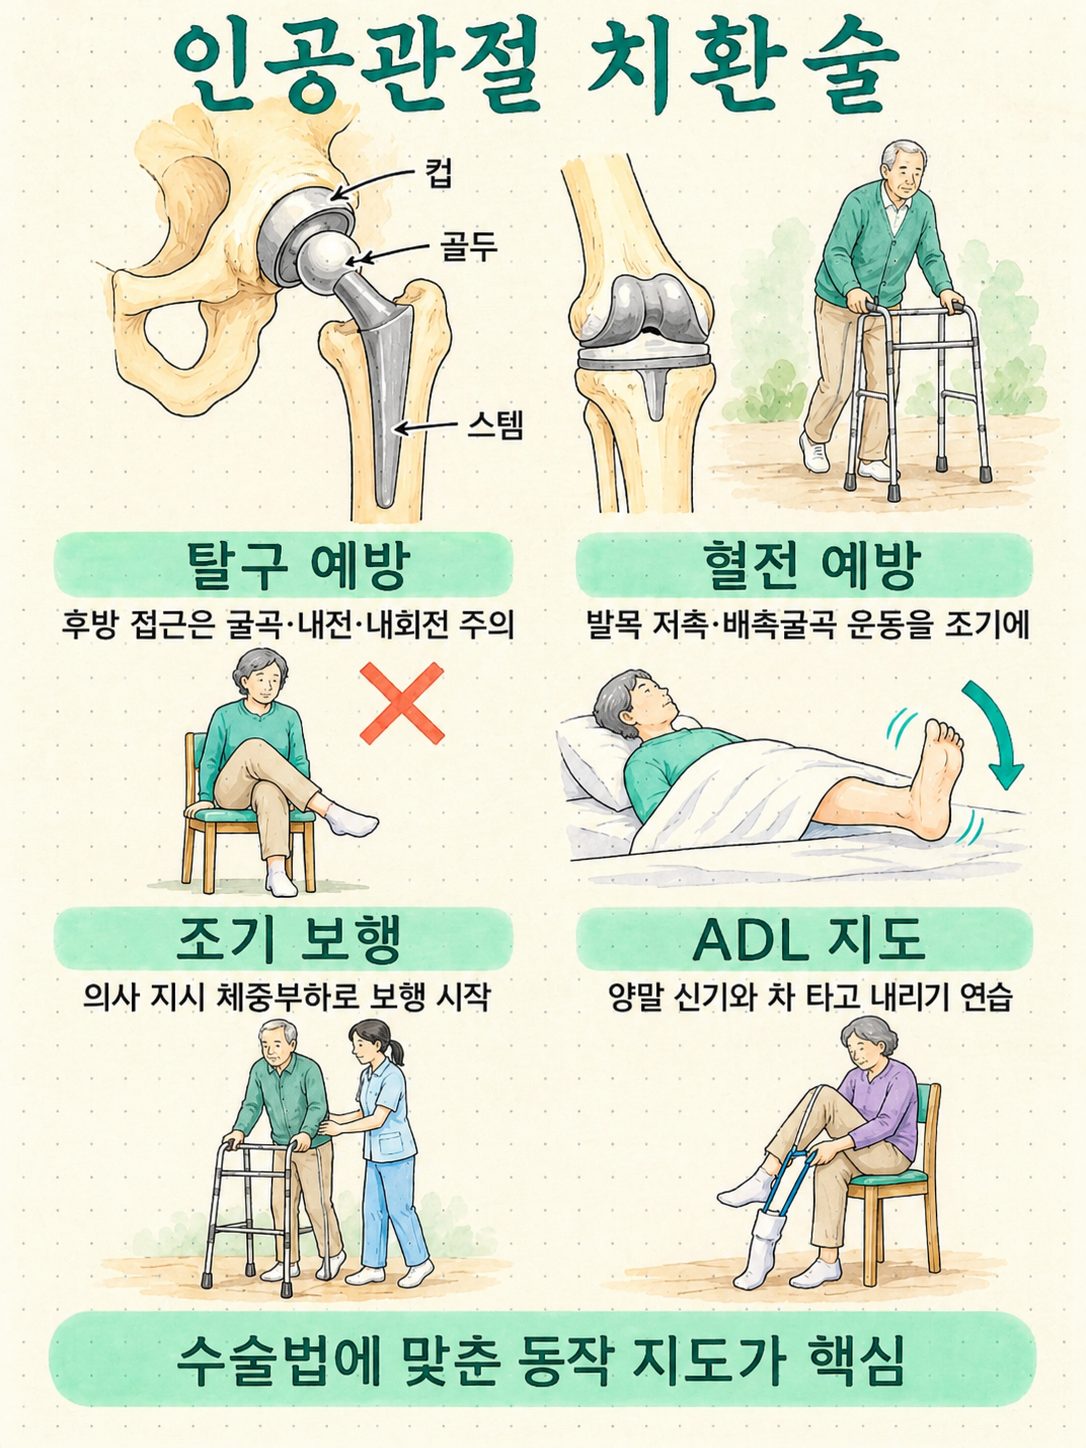 인공관절 치환술
컵
골두
스템
탈구 예방
후방 접근은 굴곡·내전·내회전 주의
혈전 예방
발목 저측·배측굴곡 운동을 조기에
조기 보행
의사 지시 체중부하로 보행 시작
ADL 지도
양말 신기와 차 타고 내리기 연습
수술법에 맞춘 동작 지도가 핵심